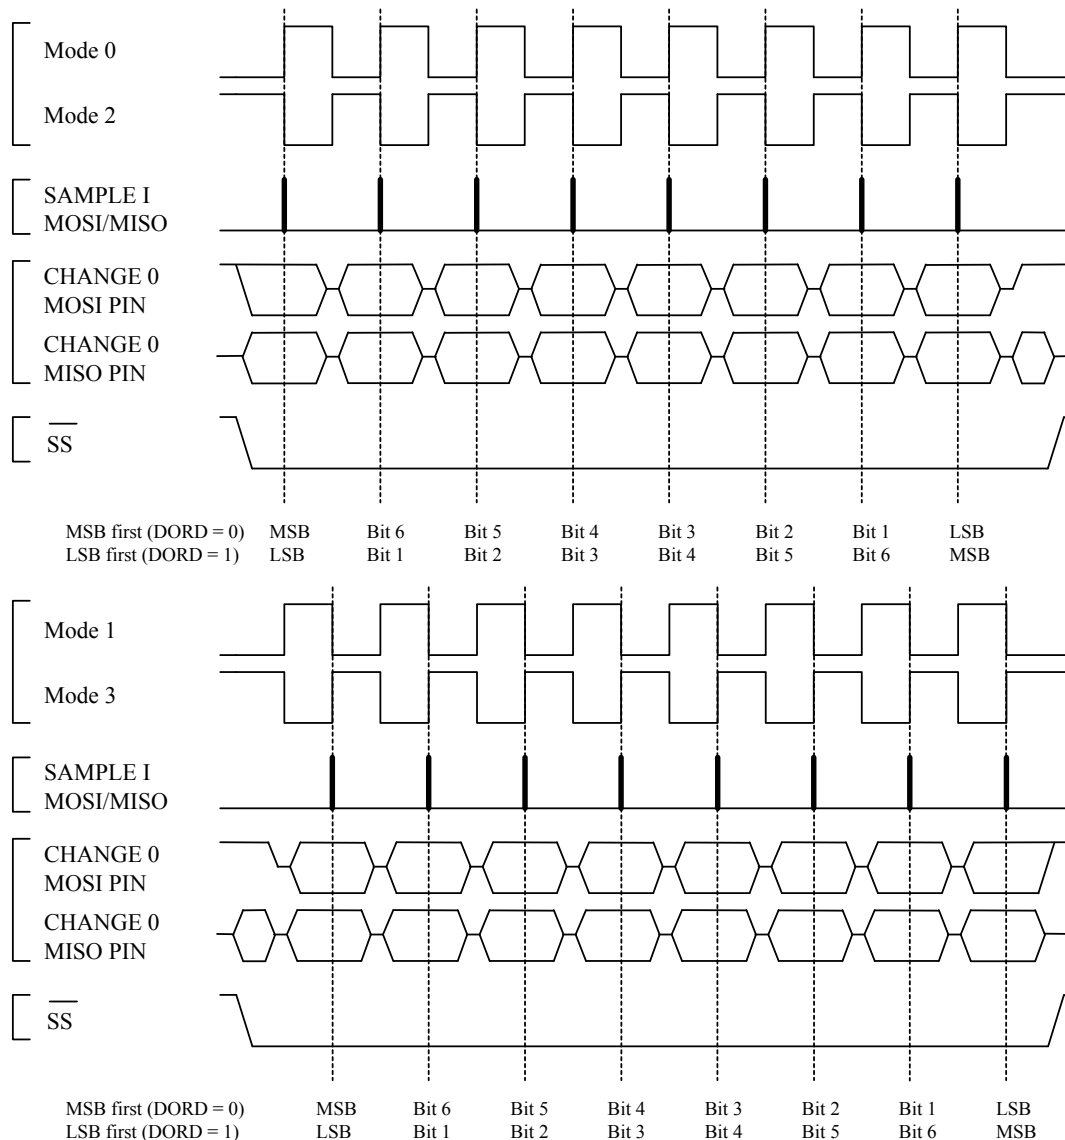 Mode 0
Mode 2
SAMPLE I
MOSI/MISO
CHANGE 0
MOSI PIN
CHANGE 0
MISO PIN
SS
MSB first (DORD = 0) MSB Bit 6 Bit 5 Bit 4 Bit 3 Bit 2 Bit 1 LSB
LSB first (DORD = 1) LSB Bit 1 Bit 2 Bit 3 Bit 4 Bit 5 Bit 6 MSB
Mode 1
Mode 3
SAMPLE I
MOSI/MISO
CHANGE 0
MOSI PIN
CHANGE 0
MISO PIN
SS
MSB first (DORD = 0) MSB Bit 6 Bit 5 Bit 4 Bit 3 Bit 2 Bit 1 LSB
LSB first (DORD = 1) LSB Bit 1 Bit 2 Bit 3 Bit 4 Bit 5 Bit 6 MSB